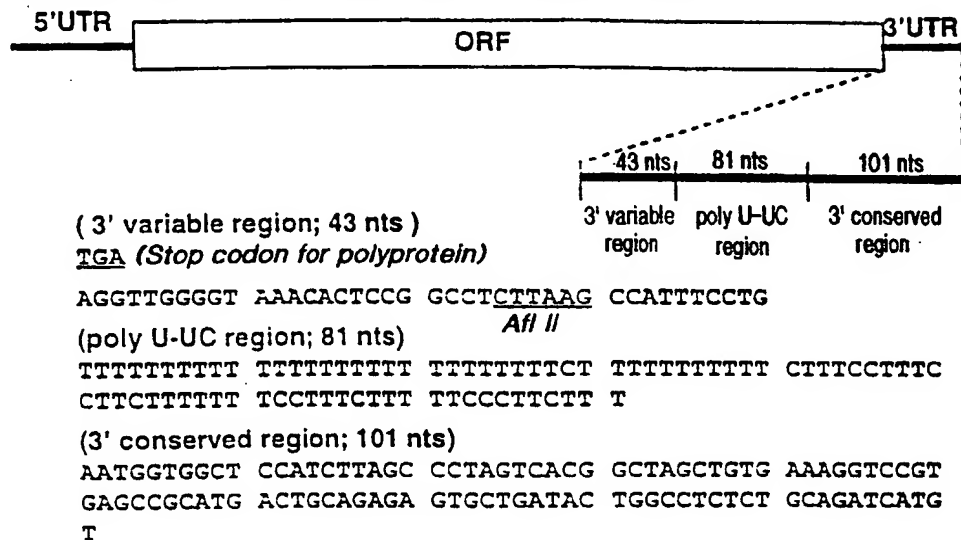 5'UTR ORF 3'UTR
43 nts 81 nts 101 nts
3' variable region poly U-UC region 3' conserved region
( 3' variable region; 43 nts )
TGA (Stop codon for polyprotein)
AGGTTGGGGT AAACACTCCG GCCTCTTAAG CCATTTCCTG
Afl II
(poly U-UC region; 81 nts)
TTTTTTTTTT TTTTTTTTTT TTTTTTTTCT TTTTTTTTTT CTTTCCTTTC
CTTCTTTTTT TCCTTTCTTT TTCCCTTCTT T
(3' conserved region; 101 nts)
AATGGTGGCT CCATCTTAGC CCTAGTCACG GCTAGCTGTG AAAGGTCCGT
GAGCCGCATG ACTGCAGAGA GTGCTGATAC TGGCCTCTCT GCAGATCATG
T